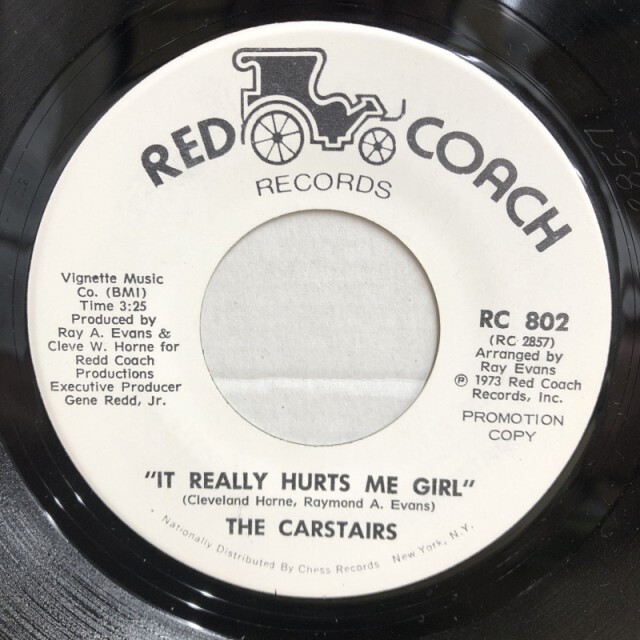 RED COACH
RECORDS
Vignette Music
Co. (BMI)
Time 3:25
Produced by
Ray A. Evans &
Cleve W. Horne for
Redd Coach
Productions
Executive Producer
Gene Redd, Jr.
RC 802
(RC 2857)
Arranged by
Ray Evans
℗ 1973 Red Coach
Records, Inc.
PROMOTION
COPY
"IT REALLY HURTS ME GIRL"
(Cleveland Horne, Raymond A. Evans)
THE CARSTAIRS
Nationally Distributed By Chess Records New York, N.Y.